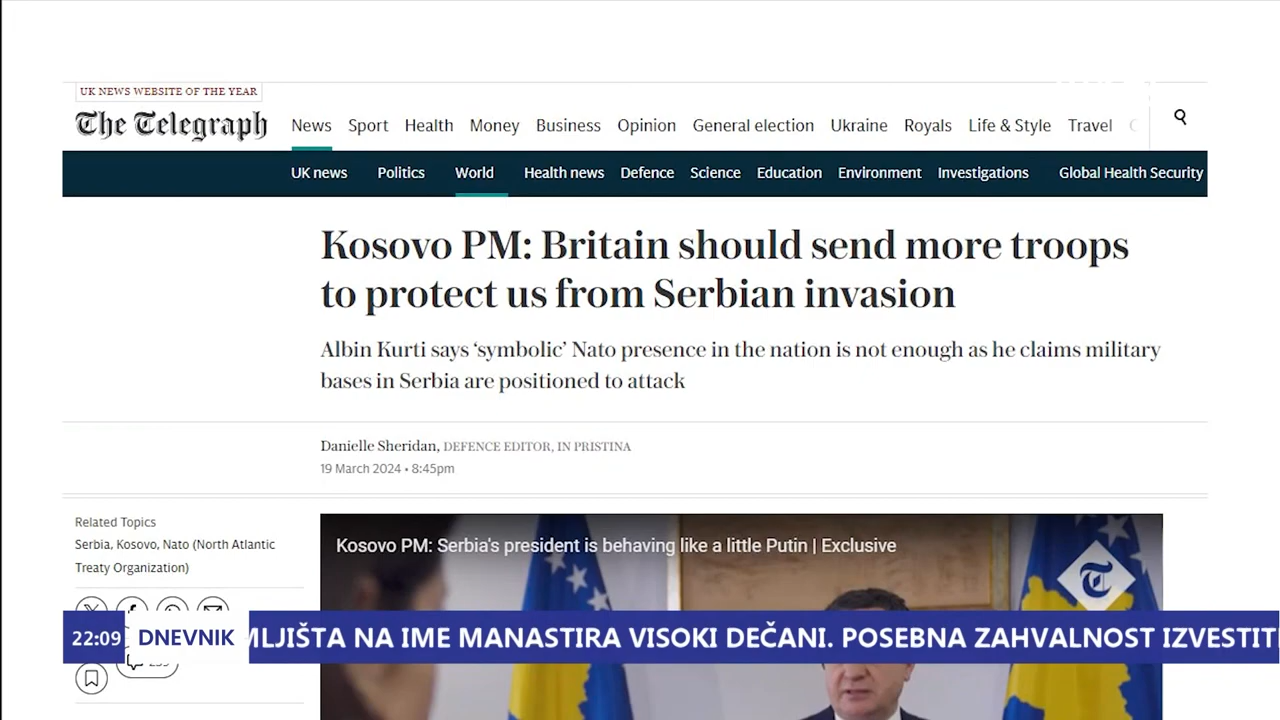 UK NEWS WEBSITE OF THE YEAR
The Telegraph
News Sport Health Money Business Opinion General election Ukraine Royals Life & Style Travel
UK news Politics World Health news Defence Science Education Environment Investigations Global Health Security
Kosovo PM: Britain should send more troops
to protect us from Serbian invasion
Albin Kurti says ‘symbolic’ Nato presence in the nation is not enough as he claims military
bases in Serbia are positioned to attack
Danielle Sheridan, DEFENCE EDITOR, IN PRISTINA
19 March 2024 • 8:45pm
Related Topics
Serbia, Kosovo, Nato (North Atlantic
Treaty Organization)
Kosovo PM: Serbia's president is behaving like a little Putin | Exclusive
22:09 DNEVNIK MLJIŠTA NA IME MANASTIRA VISOKI DEČANI. POSEBNA ZAHVALNOST IZVESTIT